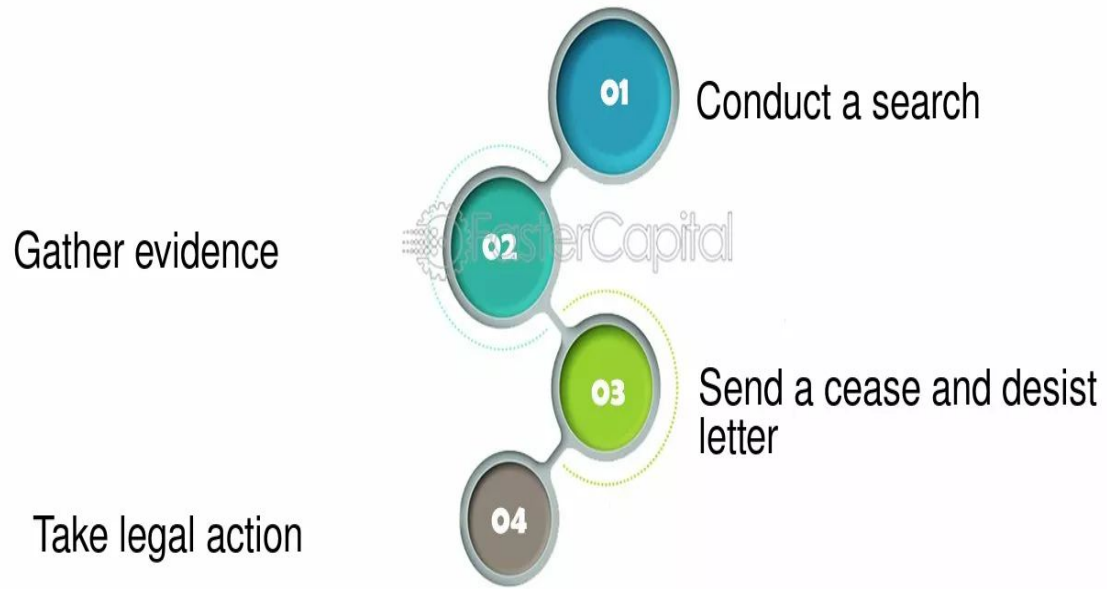 01
Conduct a search
Gather evidence
02
FasterCapital
03
Send a cease and desist
letter
Take legal action
04